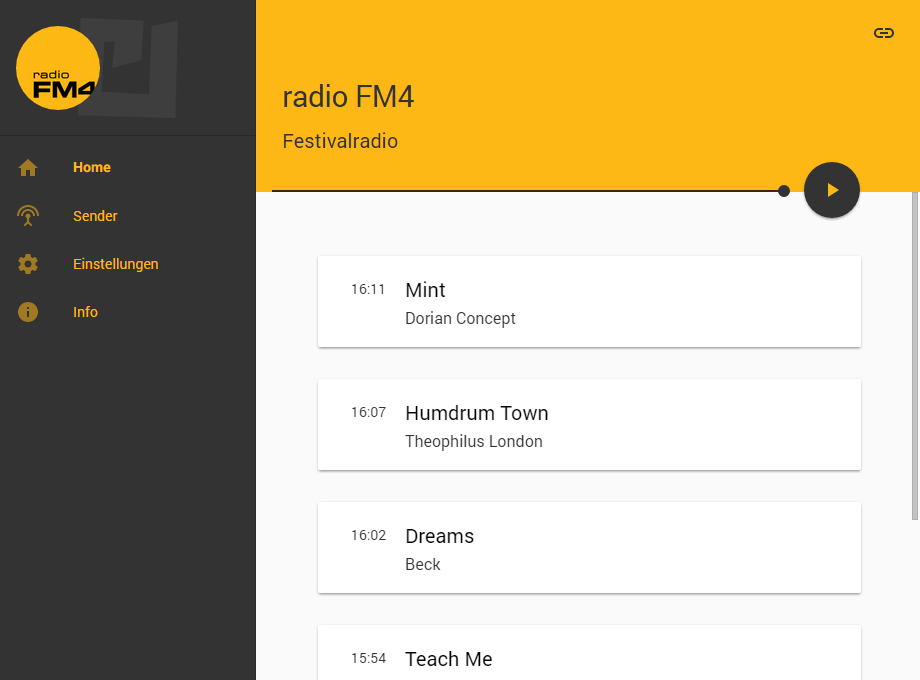 radio
FM4
Home
Sender
Einstellungen
Info
radio FM4
Festivalradio
16:11 Mint
Dorian Concept
16:07 Humdrum Town
Theophilus London
16:02 Dreams
Beck
15:54 Teach Me